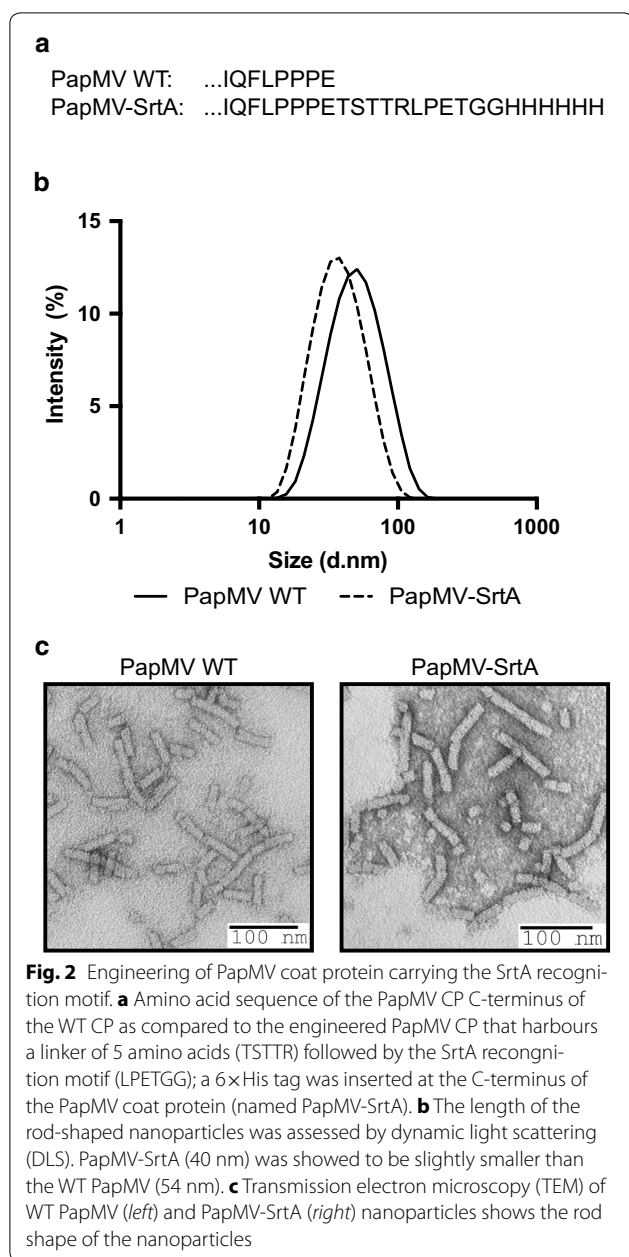 a
PapMV WT: ...IQFLPPPE
PapMV-SrtA: ...IQFLPPPETSTTRLPETGGHHHHHH
b
15
10
5
0
Intensity (%)
1 10 100 1000
Size (d.nm)
PapMV WT PapMV-SrtA
c
PapMV WT PapMV-SrtA
100 nm 100 nm
Fig. 2 Engineering of PapMV coat protein carrying the SrtA recogni-
tion motif. a Amino acid sequence of the PapMV CP C-terminus of
the WT CP as compared to the engineered PapMV CP that harbours
a linker of 5 amino acids (TSTTR) followed by the SrtA recongni-
tion motif (LPETGG); a 6×His tag was inserted at the C-terminus of
the PapMV coat protein (named PapMV-SrtA). b The length of the
rod-shaped nanoparticles was assessed by dynamic light scattering
(DLS). PapMV-SrtA (40 nm) was showed to be slightly smaller than
the WT PapMV (54 nm). c Transmission electron microscopy (TEM) of
WT PapMV (left) and PapMV-SrtA (right) nanoparticles shows the rod
shape of the nanoparticles